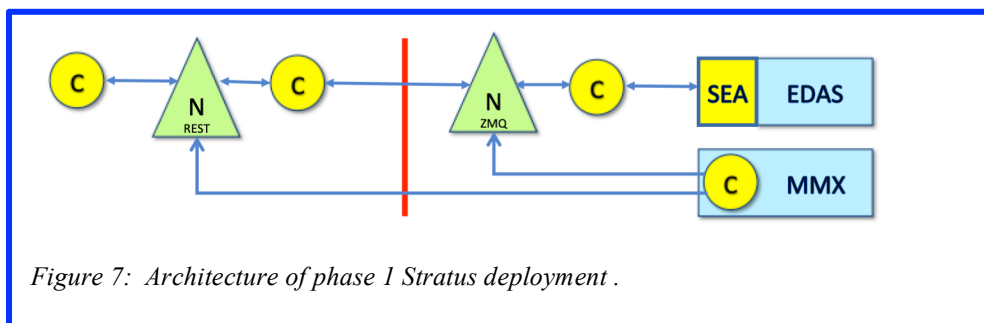 C
N
REST
C
N
ZMQ
C
SEA EDAS
C MMX
Figure 7: Architecture of phase 1 Stratus deployment .